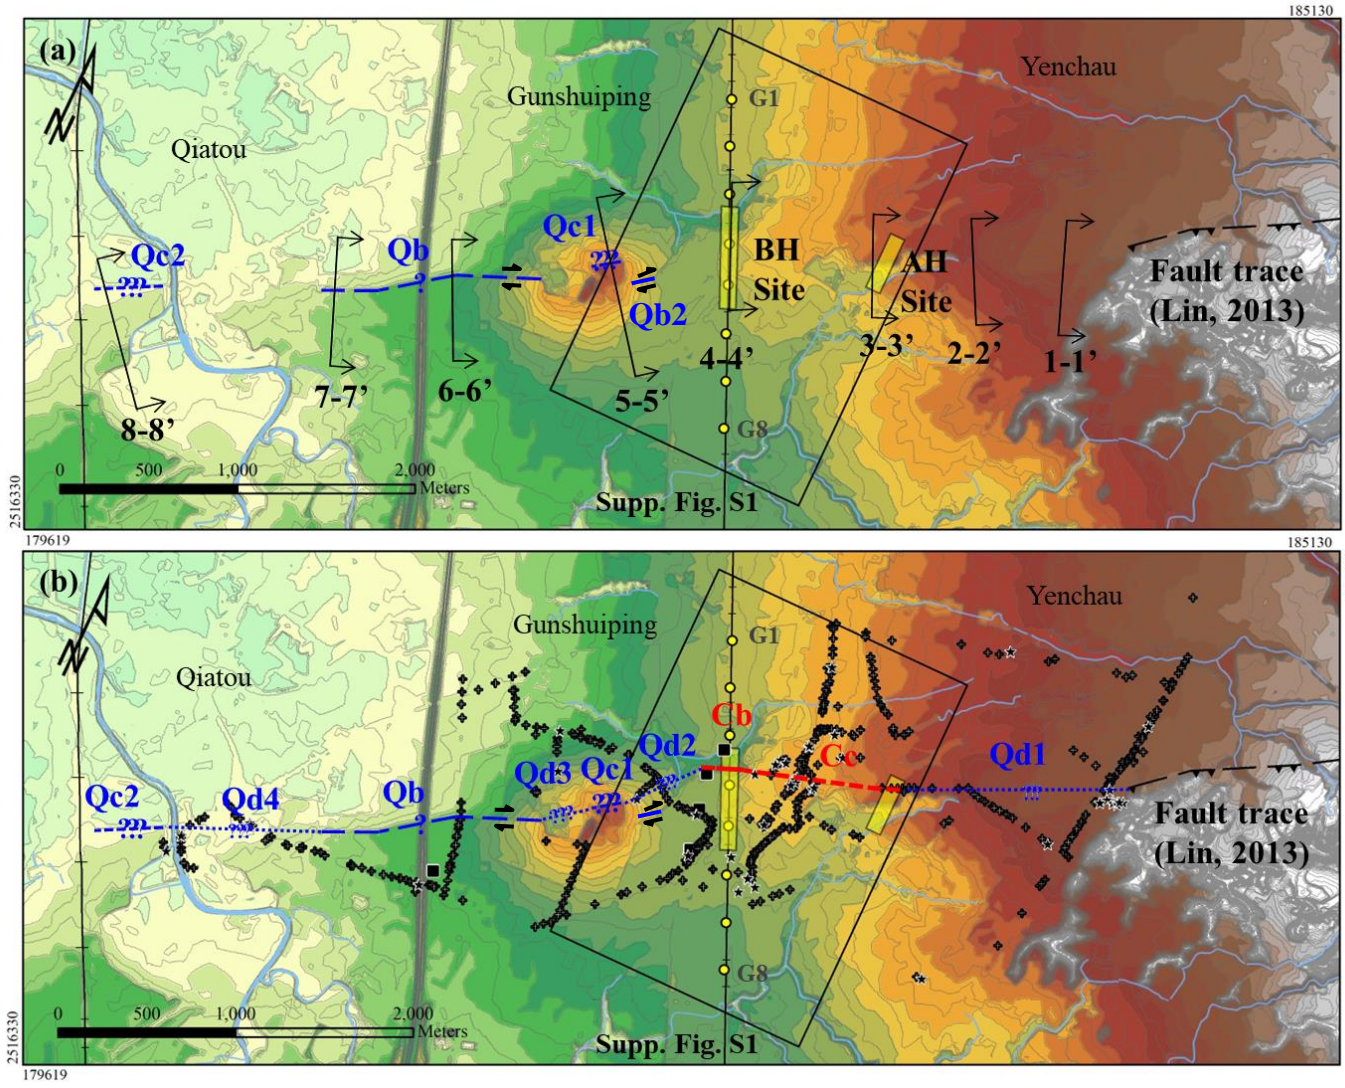 185130
(a)
N
Yenchau
Gunshuiping
G1
Qiatou
Qc1
Qc2
Qb
???
?
???
BH
Site
AH
Site
Fault trace
(Lin, 2013)
Qb2
4-4’
3-3’
2-2’
1-1’
7-7’
6-6’
5-5’
8-8’
G8
0 500 1,000 2,000
Meters
Supp. Fig. S1
2516330
179619
185130
(b)
N
Yenchau
Gunshuiping
G1
Qiatou
Cb
Qd2
Cc
Qd1
Qd3
Qc1
Qc2
Qd4
Qb
???
???
?
???
???
???
???
Fault trace
(Lin, 2013)
G8
0 500 1,000 2,000
Meters
Supp. Fig. S1
2516330
179619